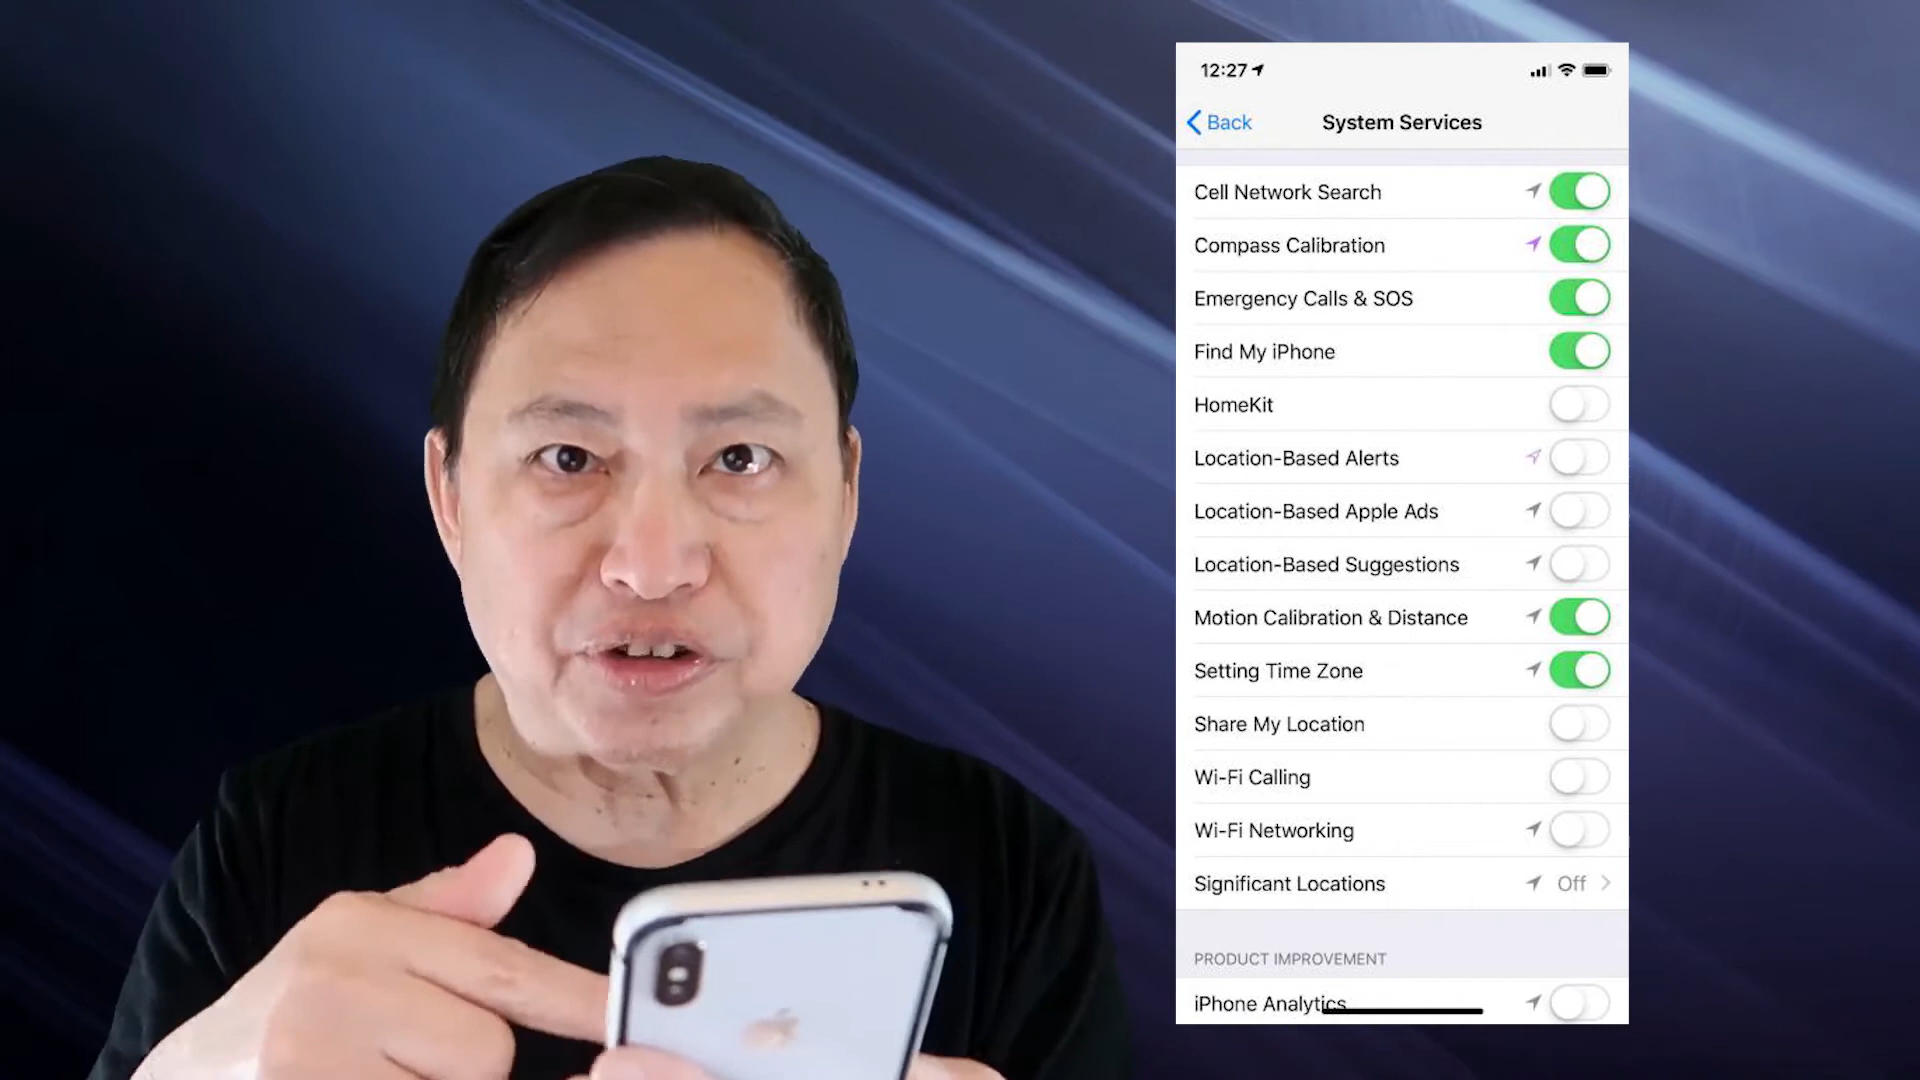 12:27
Back
System Services
Cell Network Search
Compass Calibration
Emergency Calls & SOS
Find My iPhone
HomeKit
Location-Based Alerts
Location-Based Apple Ads
Location-Based Suggestions
Motion Calibration & Distance
Setting Time Zone
Share My Location
Wi-Fi Calling
Wi-Fi Networking
Significant Locations Off
PRODUCT IMPROVEMENT
iPhone Analytics